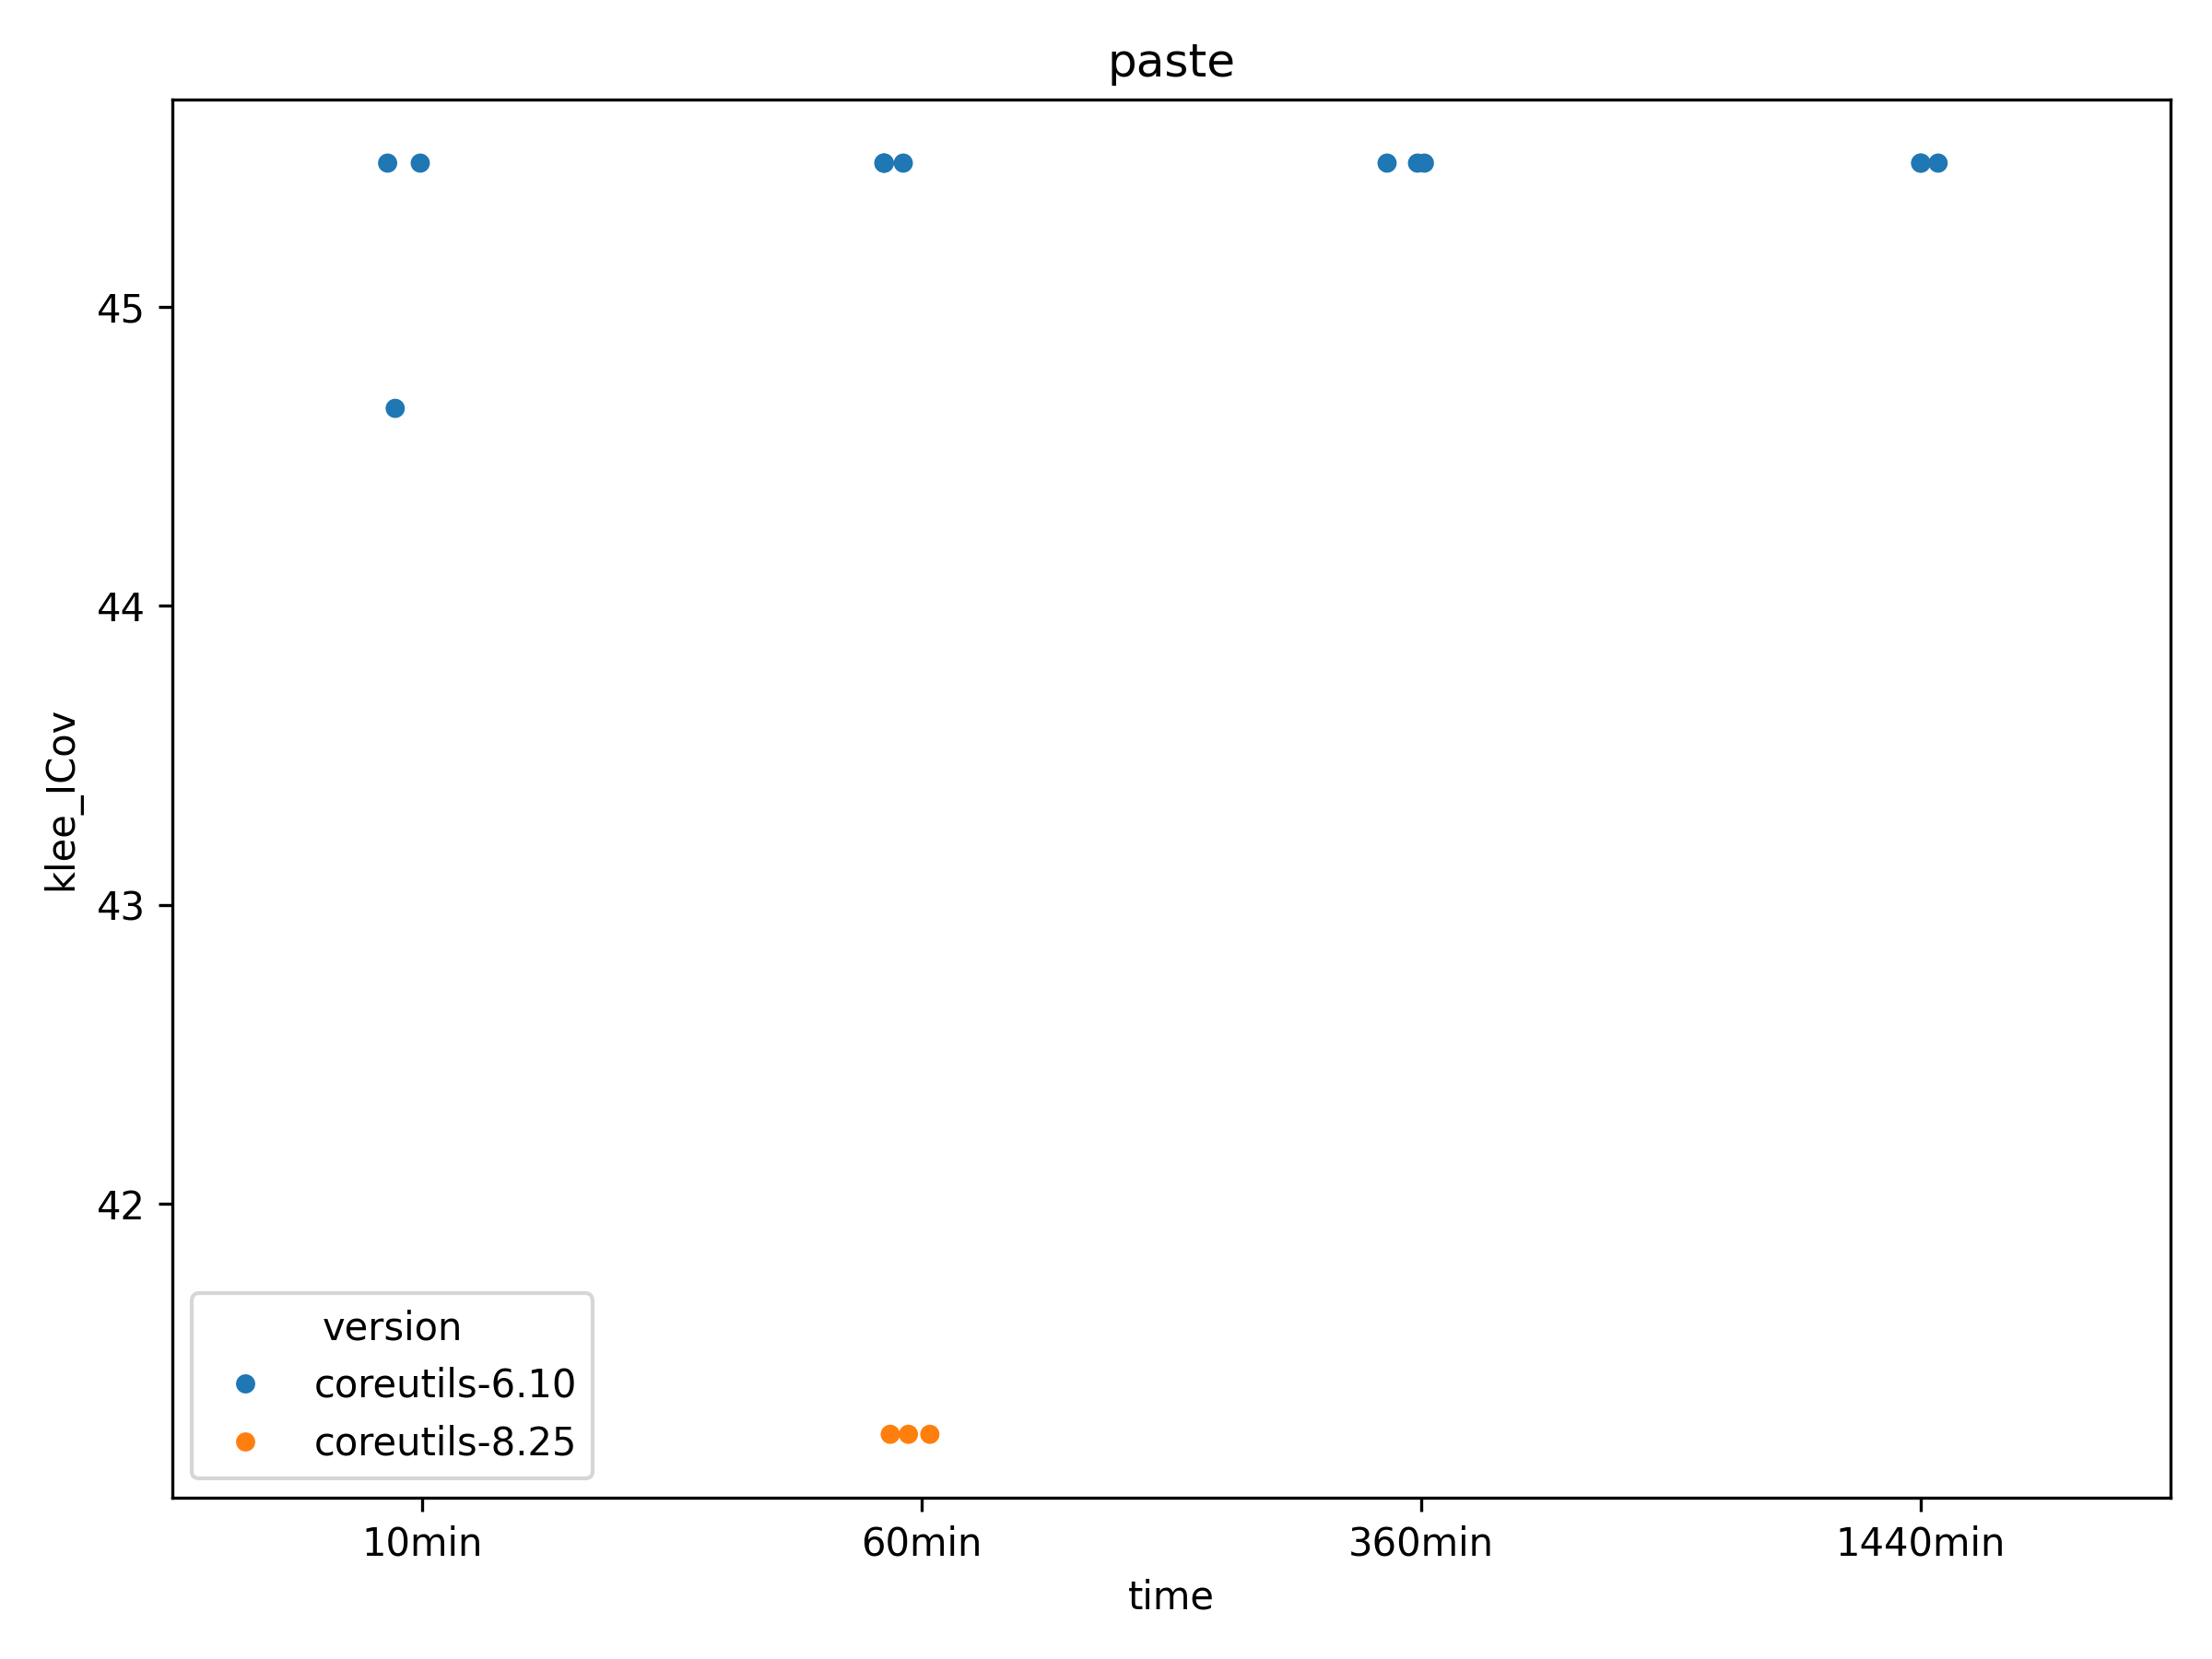 paste
45
44
43
42
klee_ICov
version
coreutils-6.10
coreutils-8.25
10min
60min
360min
1440min
time